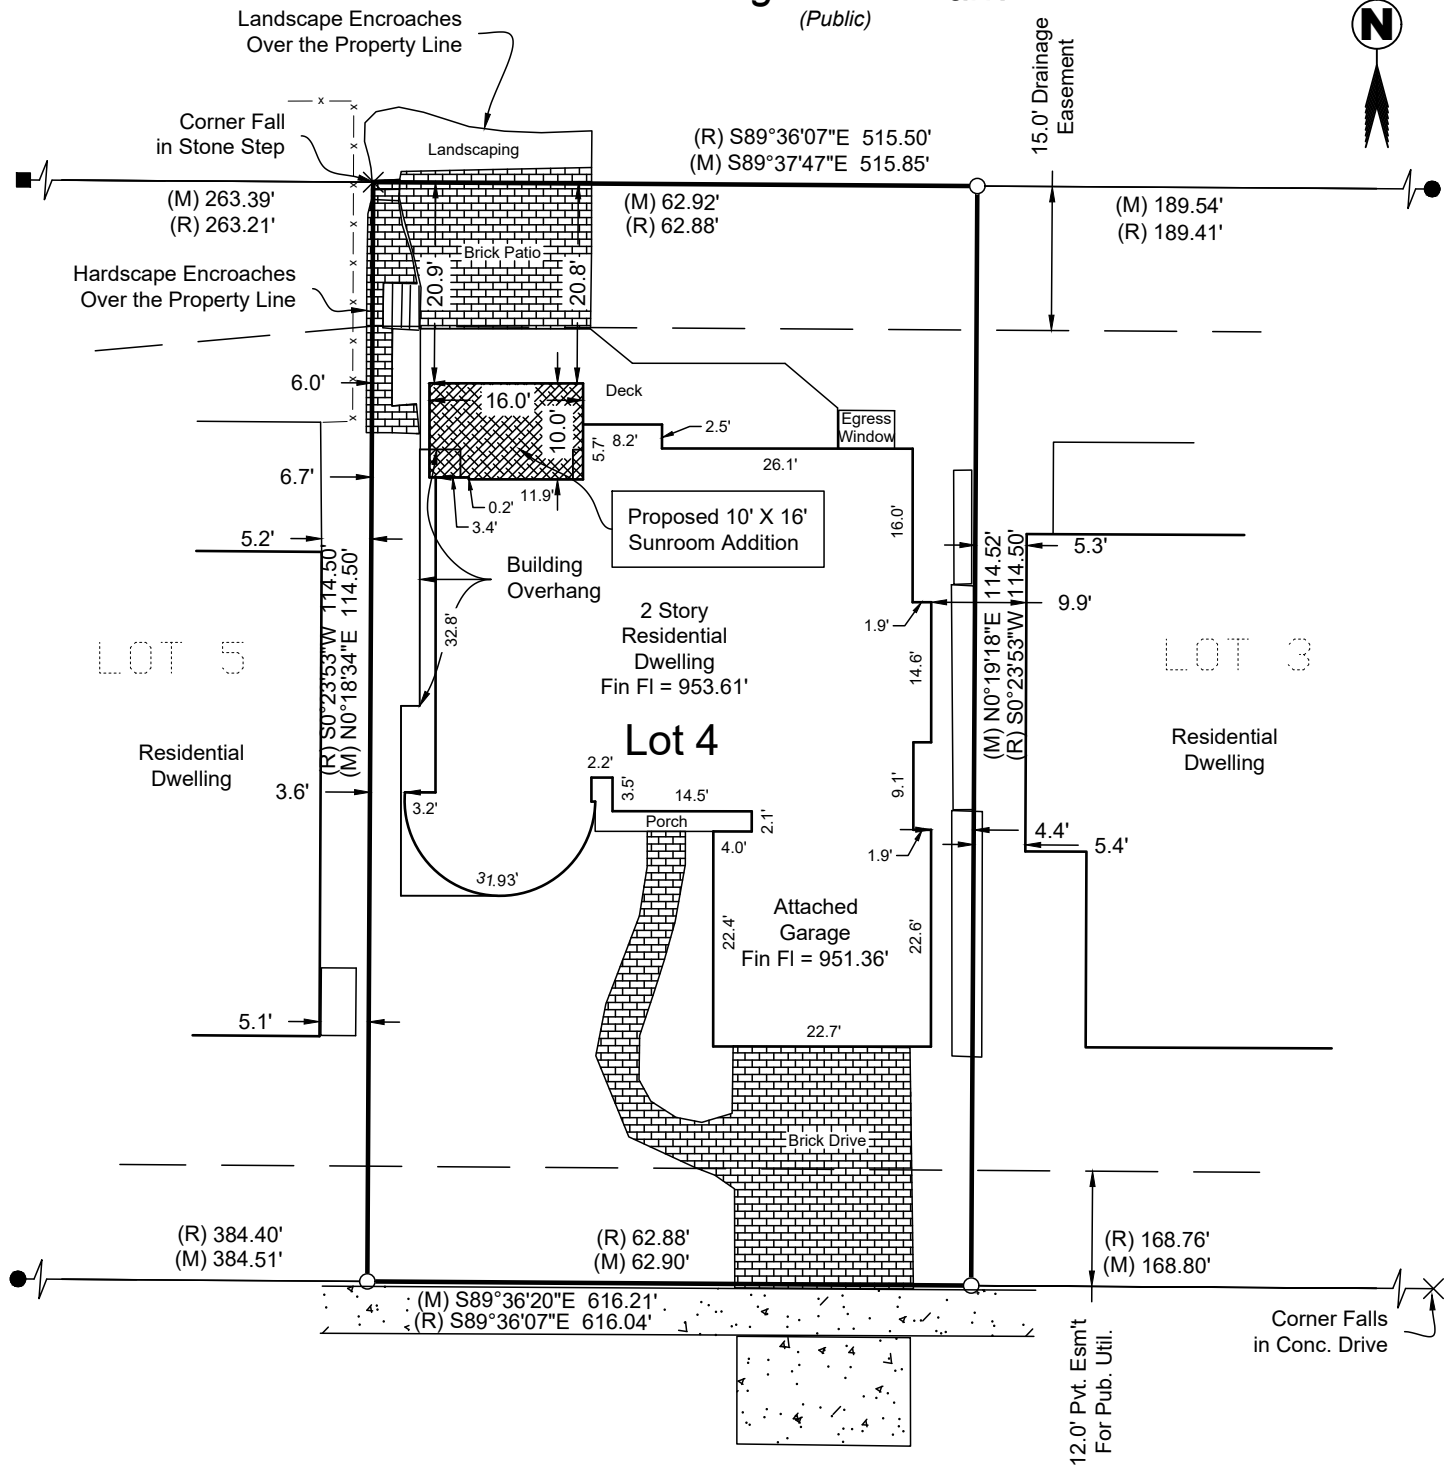 (Public)
N
Landscape Encroaches
Over the Property Line
15.0' Drainage
Easement
Corner Fall
in Stone Step
Landscaping
(R) S89°36'07"E 515.50'
(M) S89°37'47"E 515.85'
(M) 263.39'
(R) 263.21'
(M) 62.92'
(R) 62.88'
(M) 189.54'
(R) 189.41'
Brick Patio
20.9'
20.8'
Hardscape Encroaches
Over the Property Line
6.0'
16.0'
10.0'
Deck
Egress
Window
5.7'
8.2'
2.5'
26.1'
6.7'
11.9'
0.2'
3.4'
16.0'
Proposed 10' X 16'
Sunroom Addition
5.2'
5.3'
(R) S0°23'53"W 114.50'
(M) N0°18'34"E 114.50'
(M) N0°19'18"E 114.52'
(R) S0°23'53"W 114.50'
Building
Overhang
32.8'
9.9'
1.9'
2 Story
Residential
Dwelling
Fin Fl = 953.61'
14.6'
LOT 5
LOT 3
Lot 4
Residential
Dwelling
Residential
Dwelling
2.2'
3.5'
14.5'
9.1'
3.6'
3.2'
Porch
2.1'
4.0'
1.9'
4.4'
5.4'
31.93'
22.4'
Attached
Garage
Fin Fl = 951.36'
22.6'
5.1'
22.7'
Brick Drive
(R) 384.40'
(M) 384.51'
(R) 62.88'
(M) 62.90'
(R) 168.76'
(M) 168.80'
(M) S89°36'20"E 616.21'
(R) S89°36'07"E 616.04'
Corner Falls
in Conc. Drive
12.0' Pvt. Esm't
For Pub. Util.